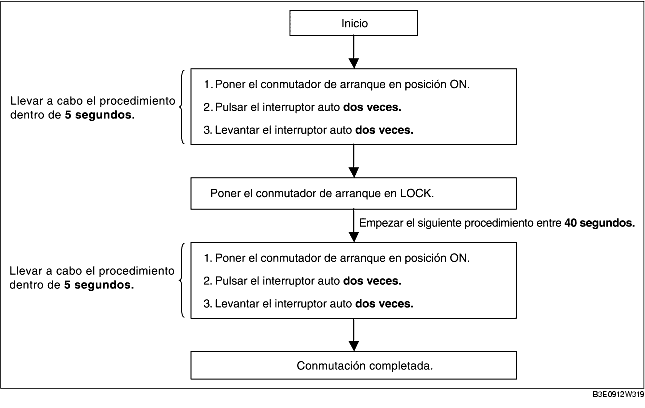 Inicio
Llevar a cabo el procedimiento
dentro de 5 segundos.
1. Poner el conmutador de arranque en posición ON.
2. Pulsar el interruptor auto dos veces.
3. Levantar el interruptor auto dos veces.
Poner el conmutador de arranque en LOCK.
Empezar el siguiente procedimiento entre 40 segundos.
Llevar a cabo el procedimiento
dentro de 5 segundos.
1. Poner el conmutador de arranque en posición ON.
2. Pulsar el interruptor auto dos veces.
3. Levantar el interruptor auto dos veces.
Conmutación completada.
B3E0912W319